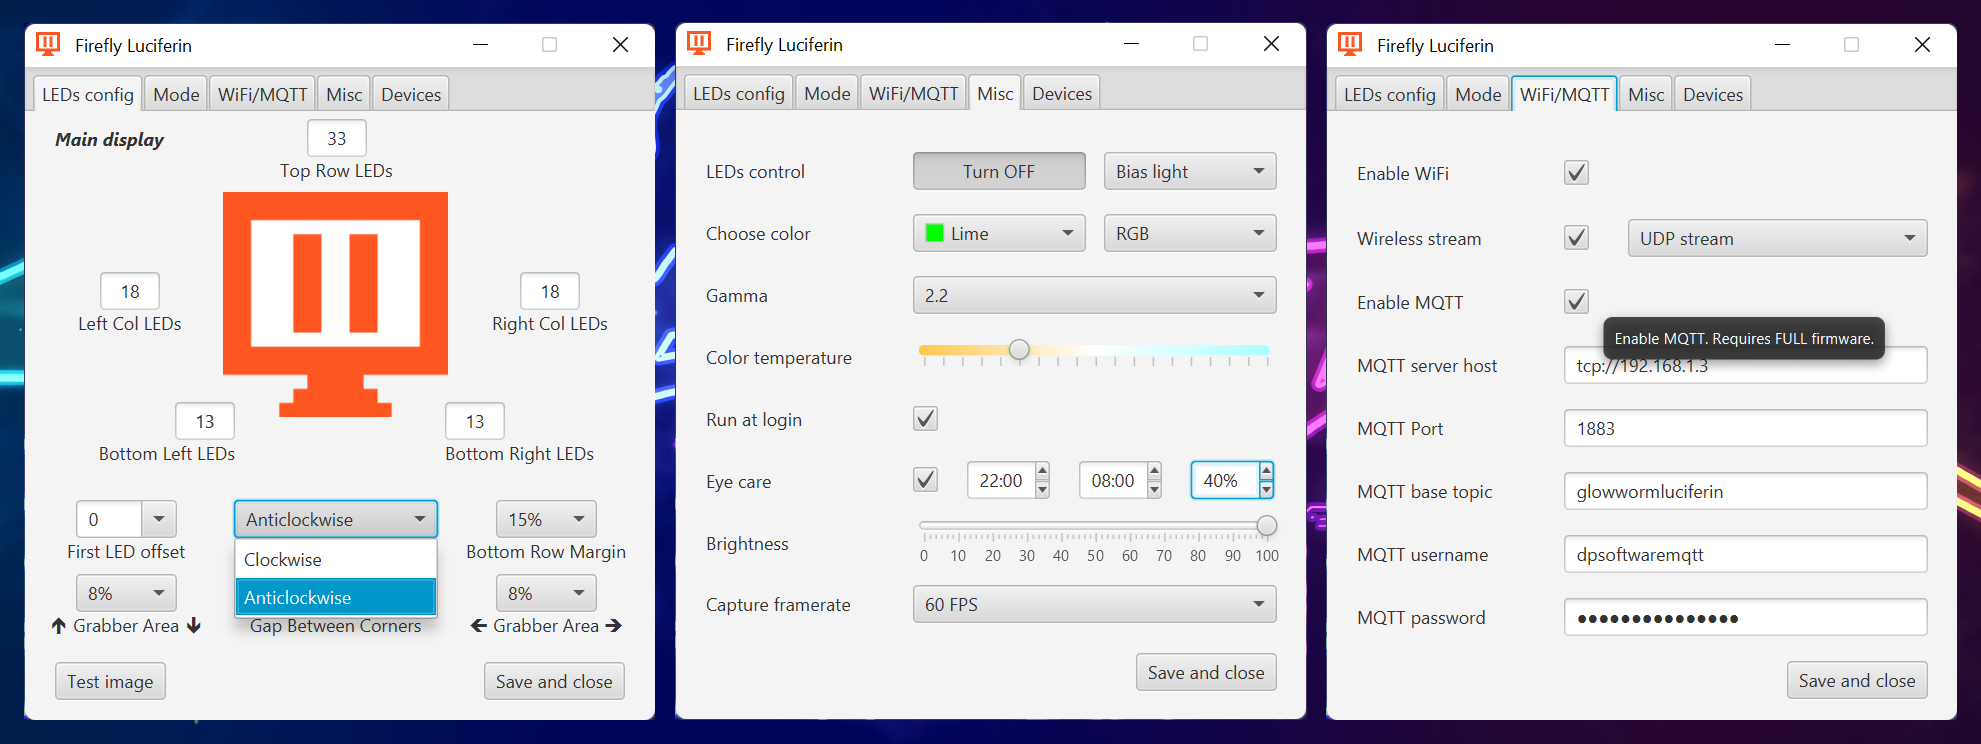 Firefly Luciferin
LEDs config Mode WiFi/MQTT Misc Devices
Main display
33
Top Row LEDs
18
Left Col LEDs
18
Right Col LEDs
13
Bottom Left LEDs
13
Bottom Right LEDs
0
First LED offset
Anticlockwise
Clockwise
Anticlockwise
15%
Bottom Row Margin
8%
Grabber Area
Gap Between Corners
8%
Grabber Area
Test image
Save and close
Firefly Luciferin
LEDs config Mode WiFi/MQTT Misc Devices
LEDs control Turn OFF Bias light
Choose color Lime RGB
Gamma 2.2
Color temperature
Run at login
Eye care 22:00 08:00 40%
Brightness
0 10 20 30 40 50 60 70 80 90 100
Capture framerate 60 FPS
Save and close
Firefly Luciferin
LEDs config Mode WiFi/MQTT Misc Devices
Enable WiFi
Wireless stream UDP stream
Enable MQTT
Enable MQTT. Requires FULL firmware.
MQTT server host tcp://192.168.1.3
MQTT Port 1883
MQTT base topic glowwormluciferin
MQTT username dpsoftwaremqtt
MQTT password ●●●●●●●●●●●●●●●
Save and close